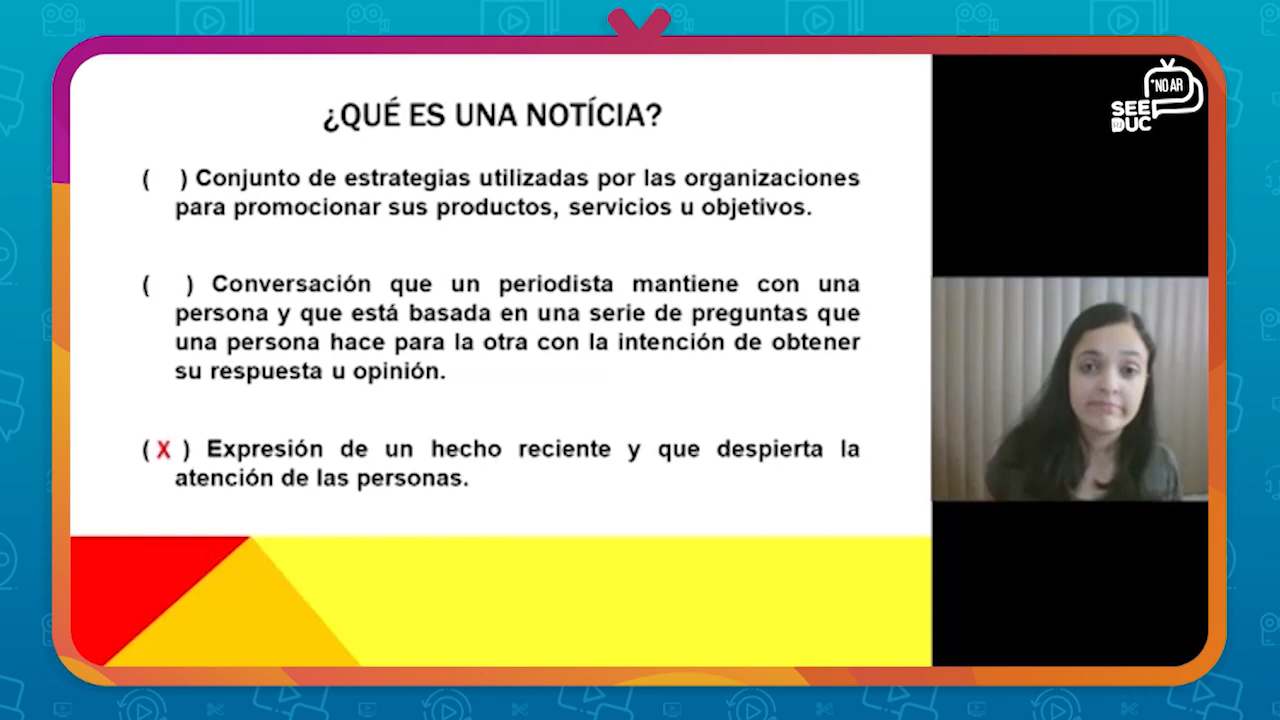 ¿QUÉ ES UNA NOTÍCIA?
( ) Conjunto de estrategias utilizadas por las organizaciones
para promocionar sus productos, servicios u objetivos.
( ) Conversación que un periodista mantiene con una
persona y que está basada en una serie de preguntas que
una persona hace para la otra con la intención de obtener
su respuesta u opinión.
( X ) Expresión de un hecho reciente y que despierta la
atención de las personas.
NO AR
SEE
DUC